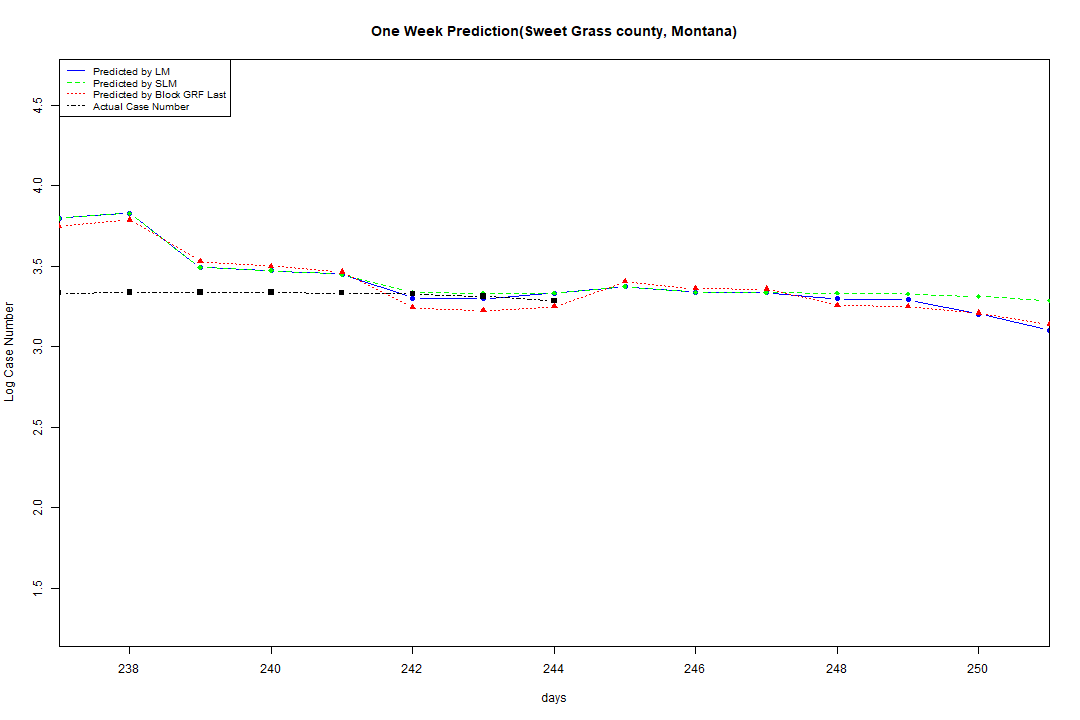 One Week Prediction(Sweet Grass county, Montana)
Predicted by LM
Predicted by SLM
Predicted by Block GRF Last
Actual Case Number
4.5
4.0
3.5
3.0
2.5
2.0
1.5
Log Case Number
238
240
242
244
246
248
250
days